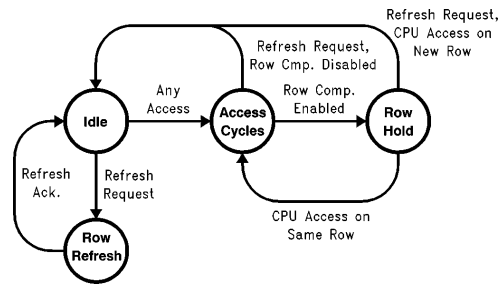 Refresh Request,
CPU Access on
New Row
Refresh Request,
Row Cmp. Disabled
Any
Access
Row Comp.
Enabled
Idle
Access
Cycles
Row
Hold
Refresh
Ack.
Refresh
Request
CPU Access on
Same Row
Row
Refresh